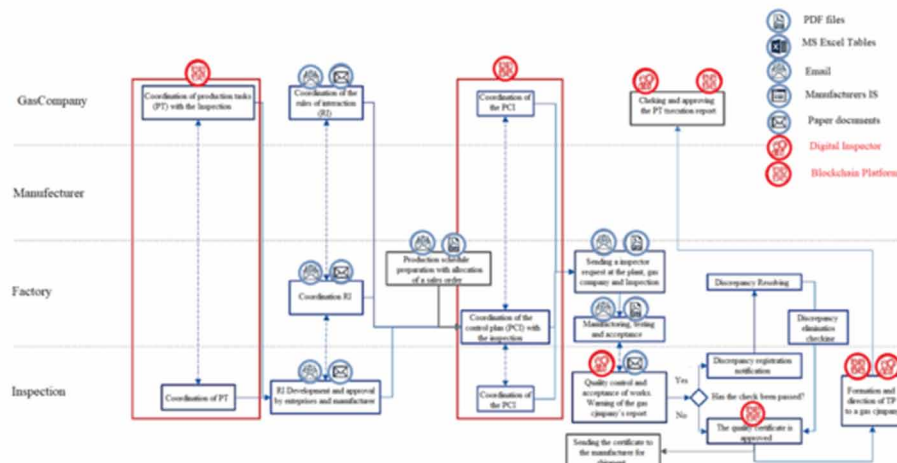 PDF files
MS Excel Tables
Email
Manufacturers IS
Paper documents
Digital Inspector
Blockchain Platform
GasCompany
Coordination of production tasks
(PT) with the Inspection
Coordination of the
rules of interaction
(RI)
Coordination of
the PCI
Cheking and approving
the PT execution report
Manufecturer
Factory
Production schedule
preparation with allocation
of a sales order
Coordination RI
Coordination of the
control plan (PCI) with
the inspection
Sending a inspector
request at the plant, gas
company and Inspection
Manufactoring, testing
and acceptance
Discrepancy Resolving
Discrepancy
elimination
checking
Inspection
Coordination of PT
RI Development and approval
by enteprises and manufacturer
Coordination of
the PCI
Quality control and
acceptance of works.
Warning of the gas
cjmpany's report
Yes
No
Discrepancy registration
notification
Has the check been passed?
The quality certificate is
approved
Formation and
direction of TP
to a gas cjmpany
Sending the certificate to
the manufacturer for